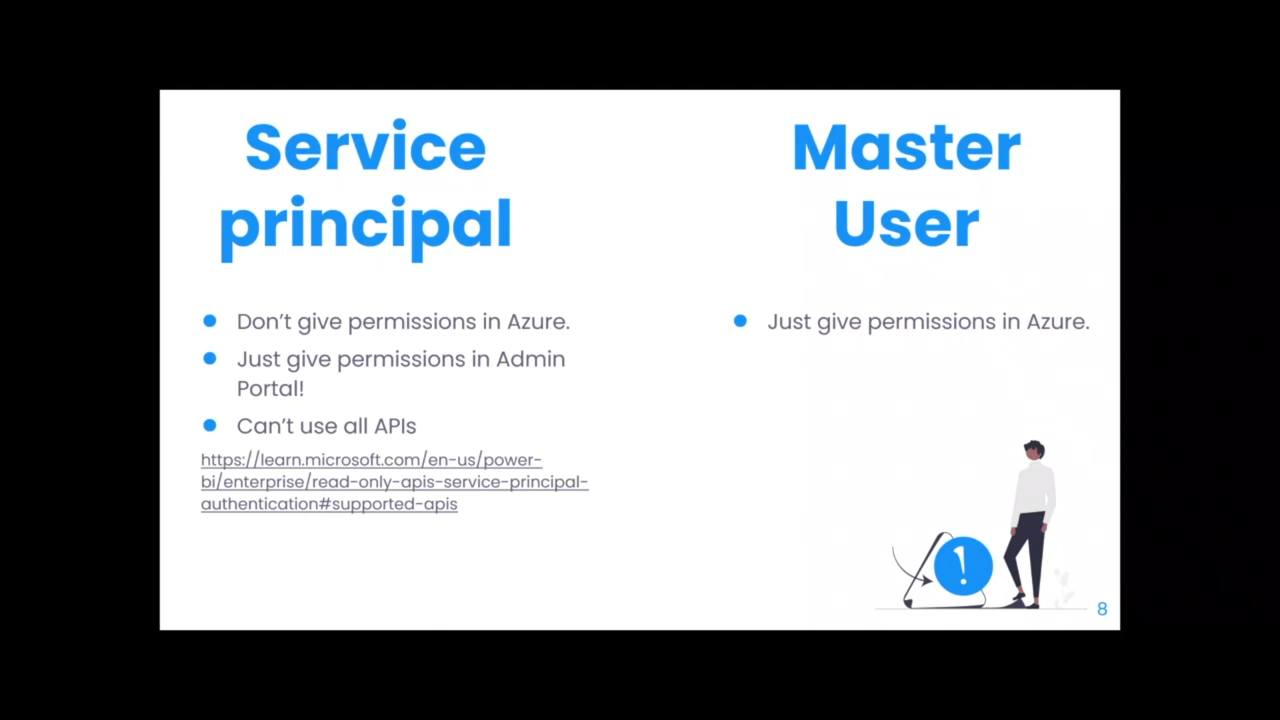 Service
principal
Don’t give permissions in Azure.
Just give permissions in Admin
Portal!
Can’t use all APIs
https://learn.microsoft.com/en-us/power-
bi/enterprise/read-only-apis-service-principal-
authentication#supported-apis
Master
User
Just give permissions in Azure.
!
8